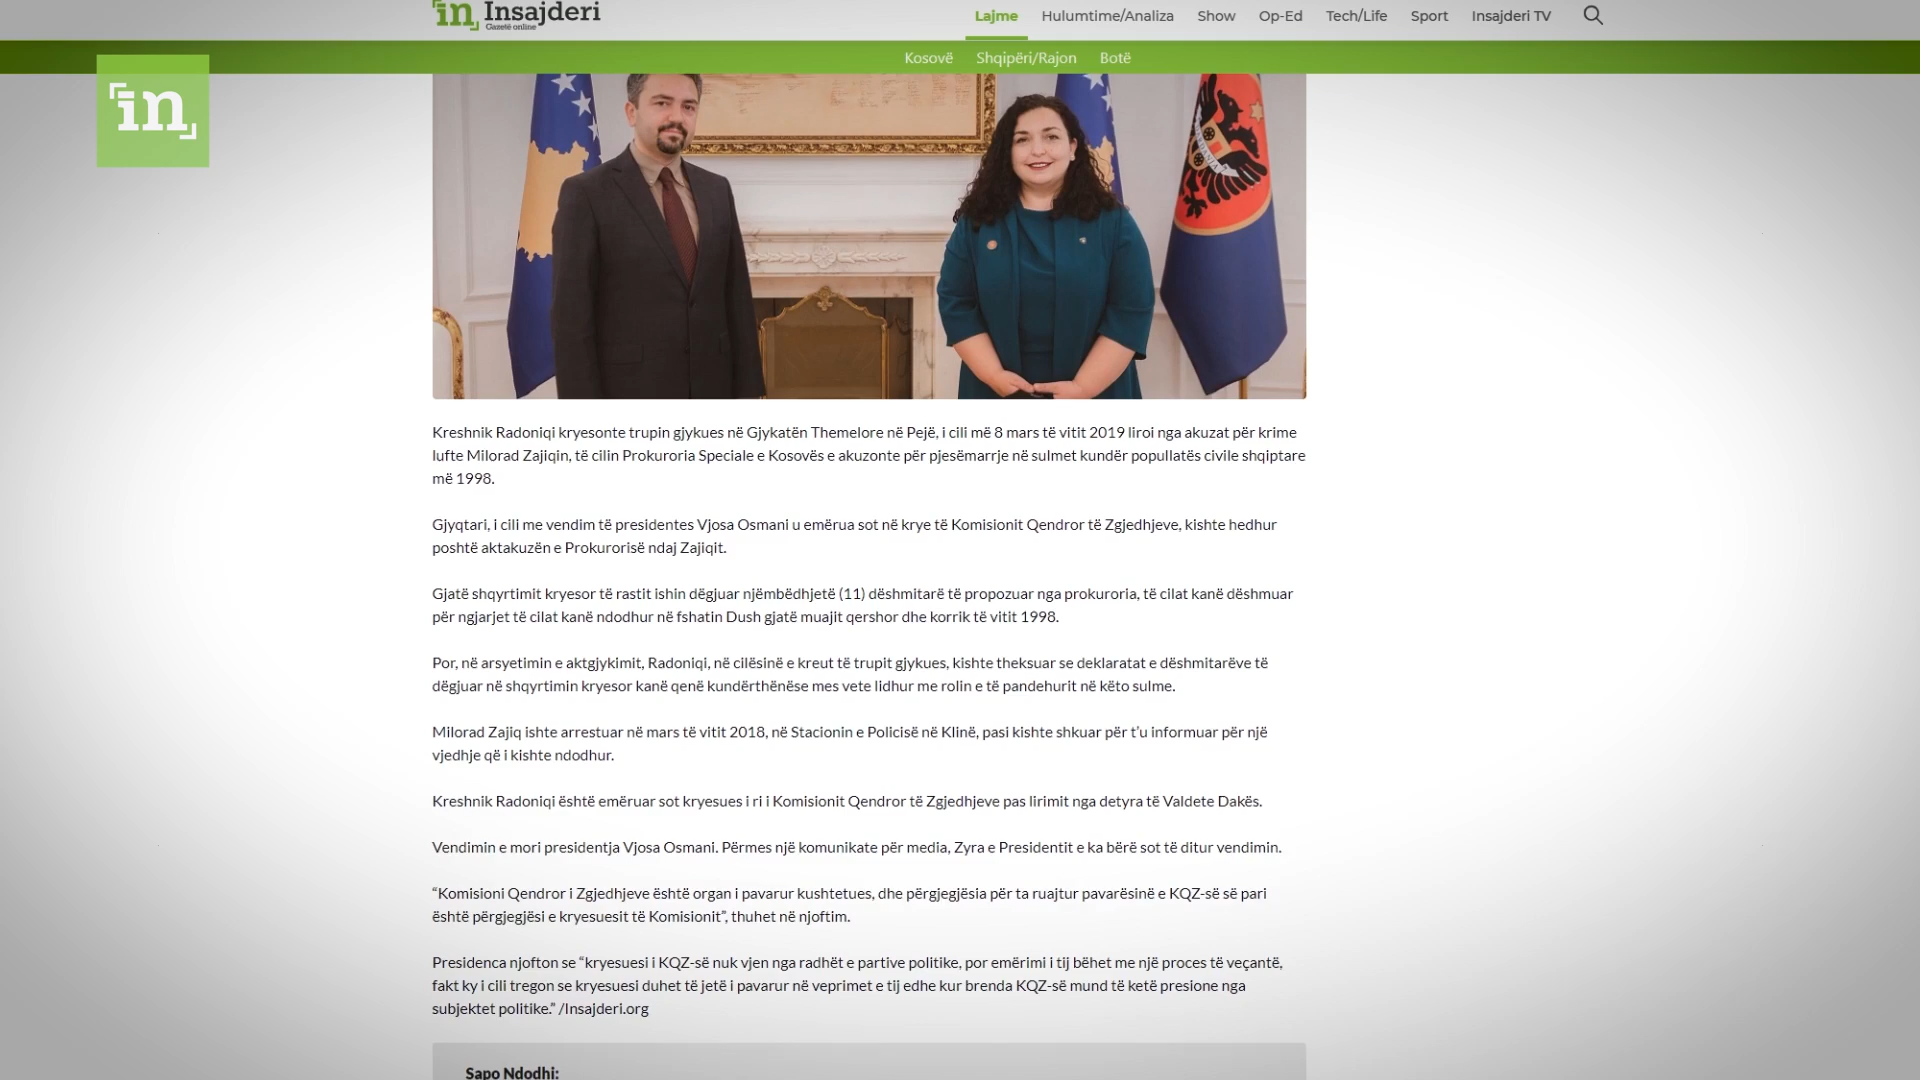 in Insajderi
Gazetë online
Lajme Hulumtime/Analiza Show Op-Ed Tech/Life Sport Insajderi TV
Kosovë Shqipëri/Rajon Botë
in
Kreshnik Radoniqi kryesonte trupin gjykues në Gjykatën Themelore në Pejë, i cili më 8 mars të vitit 2019 liroi nga akuzat për krime
lufte Milorad Zajiqin, të cilin Prokuroria Speciale e Kosovës e akuzonte për pjesëmarrje në sulmet kundër popullatës civile shqiptare
më 1998.
Gjyqtari, i cili me vendim të presidentes Vjosa Osmani u emërua sot në krye të Komisionit Qendror të Zgjedhjeve, kishte hedhur
poshtë aktakuzën e Prokurorisë ndaj Zajiqit.
Gjatë shqyrtimit kryesor të rastit ishin dëgjuar njëmbëdhjetë (11) dëshmitarë të propozuar nga prokuroria, të cilat kanë dëshmuar
për ngjarjet të cilat kanë ndodhur në fshatin Dush gjatë muajit qershor dhe korrik të vitit 1998.
Por, në arsyetimin e aktgjykimit, Radoniqi, në cilësinë e kreut të trupit gjykues, kishte theksuar se deklaratat e dëshmitarëve të
dëgjuar në shqyrtimin kryesor kanë qenë kundërthënëse mes vete lidhur me rolin e të pandehurit në këto sulme.
Milorad Zajiq ishte arrestuar në mars të vitit 2018, në Stacionin e Policisë në Klinë, pasi kishte shkuar për t’u informuar për një
vjedhje që i kishte ndodhur.
Kreshnik Radoniqi është emëruar sot kryesues i ri i Komisionit Qendror të Zgjedhjeve pas lirimit nga detyra të Valdete Dakës.
Vendimin e mori presidentja Vjosa Osmani. Përmes një komunikate për media, Zyra e Presidentit e ka bërë sot të ditur vendimin.
“Komisioni Qendror i Zgjedhjeve është organ i pavarur kushtetues, dhe përgjegjësia për ta ruajtur pavarësinë e KQZ-së së pari
është përgjegjësi e kryesuesit të Komisionit”, thuhet në njoftim.
Presidenca njofton se “kryesuesi i KQZ-së nuk vjen nga radhët e partive politike, por emërimi i tij bëhet me një proces të veçantë,
fakt ky i cili tregon se kryesuesi duhet të jetë i pavarur në veprimet e tij edhe kur brenda KQZ-së mund të ketë presione nga
subjektet politike.” /Insajderi.org
Sapo Ndodhi: